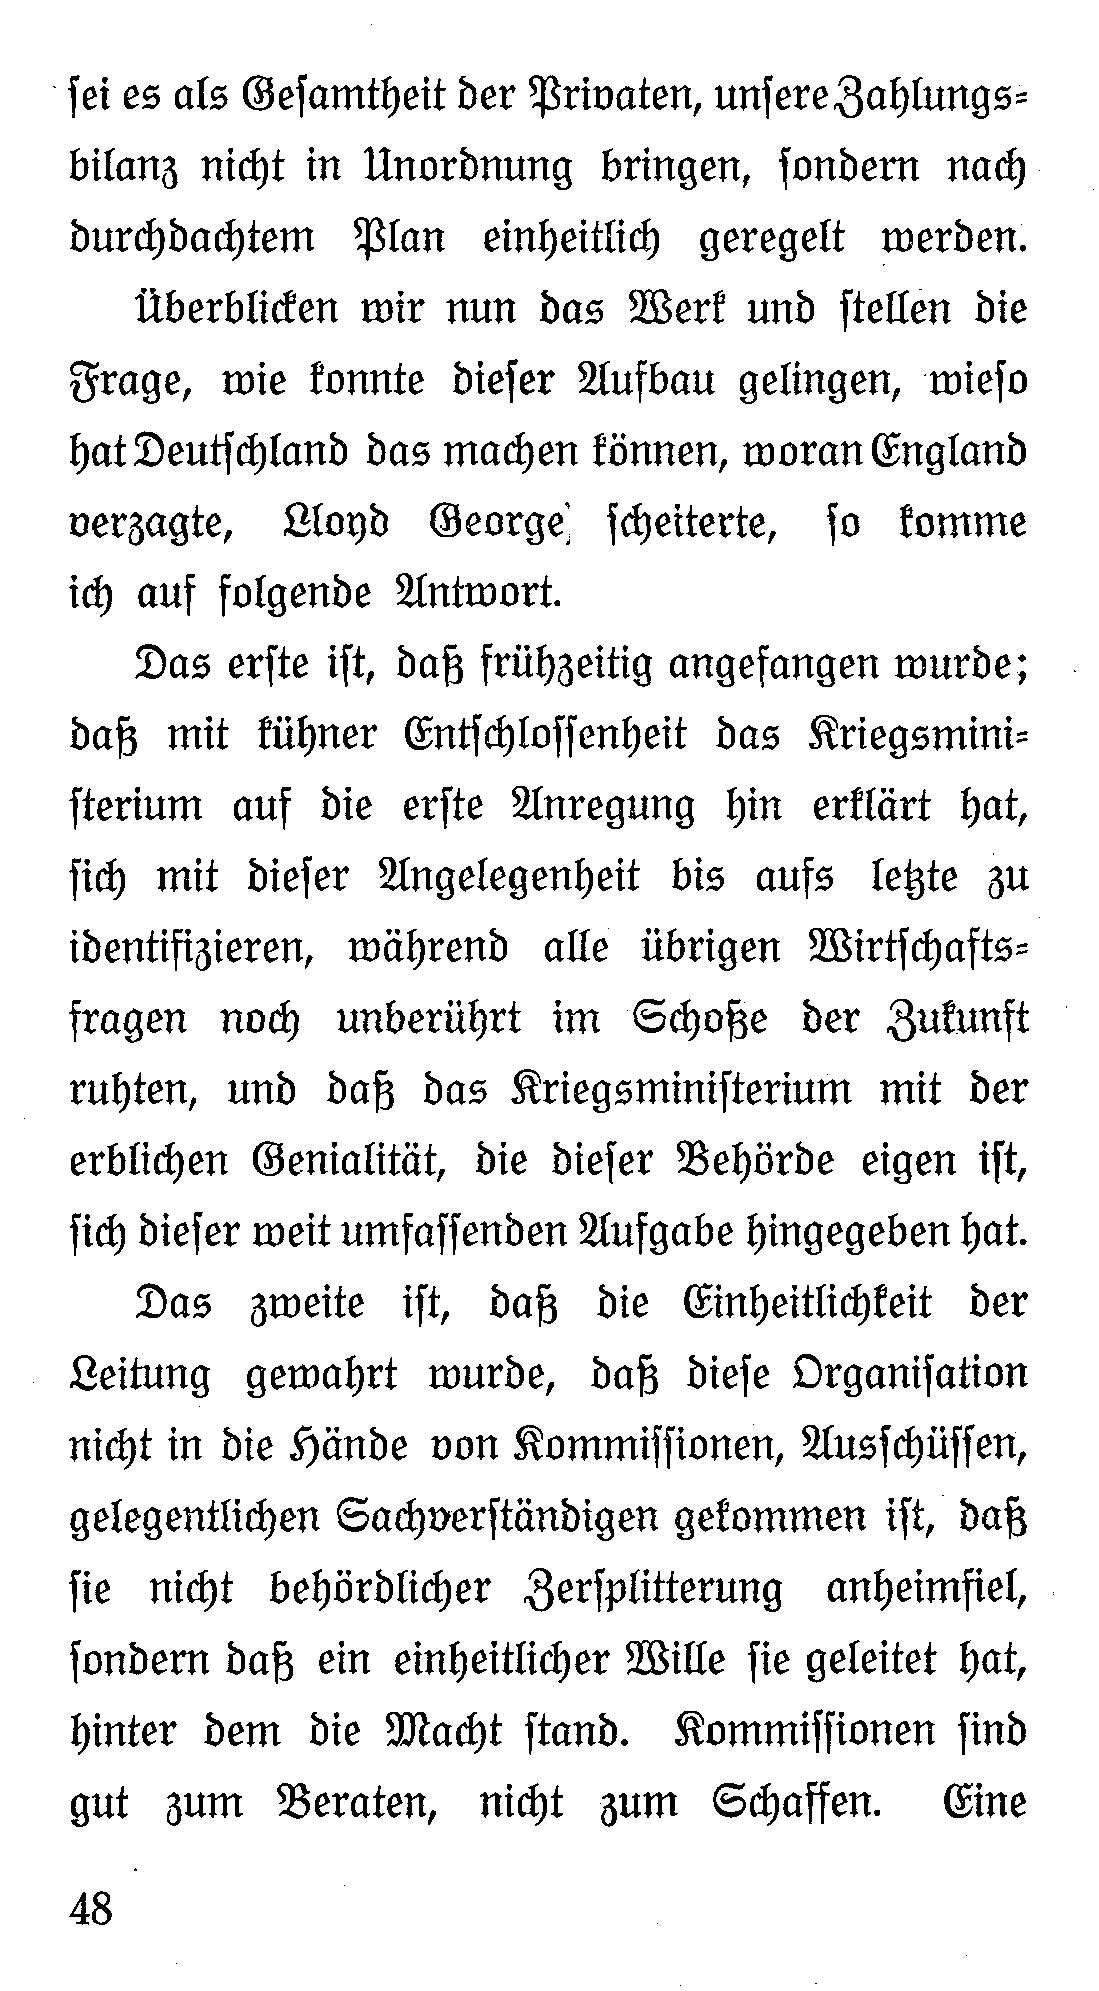 sei es als Gesamtheit der Privaten, unsere Zahlungs-
bilanz nicht in Unordnung bringen, sondern nach
durchdachtem Plan einheitlich geregelt werden.
Überblicken wir nun das Werk und stellen die
Frage, wie konnte dieser Aufbau gelingen, wieso
hat Deutschland das machen können, woran England
verzagte, Lloyd George scheiterte, so komme
ich auf folgende Antwort.
Das erste ist, daß frühzeitig angefangen wurde;
daß mit kühner Entschlossenheit das Kriegsmini-
sterium auf die erste Anregung hin erklärt hat,
sich mit dieser Angelegenheit bis aufs letzte zu
identifizieren, während alle übrigen Wirtschafts-
fragen noch unberührt im Schoße der Zukunft
ruhten, und daß das Kriegsministerium mit der
erblichen Genialität, die dieser Behörde eigen ist,
sich dieser weit umfassenden Aufgabe hingegeben hat.
Das zweite ist, daß die Einheitlichkeit der
Leitung gewahrt wurde, daß diese Organisation
nicht in die Hände von Kommissionen, Ausschüssen,
gelegentlichen Sachverständigen gekommen ist, daß
sie nicht behördlicher Zersplitterung anheimfiel,
sondern daß ein einheitlicher Wille sie geleitet hat,
hinter dem die Macht stand. Kommissionen sind
gut zum Beraten, nicht zum Schaffen. Eine
48